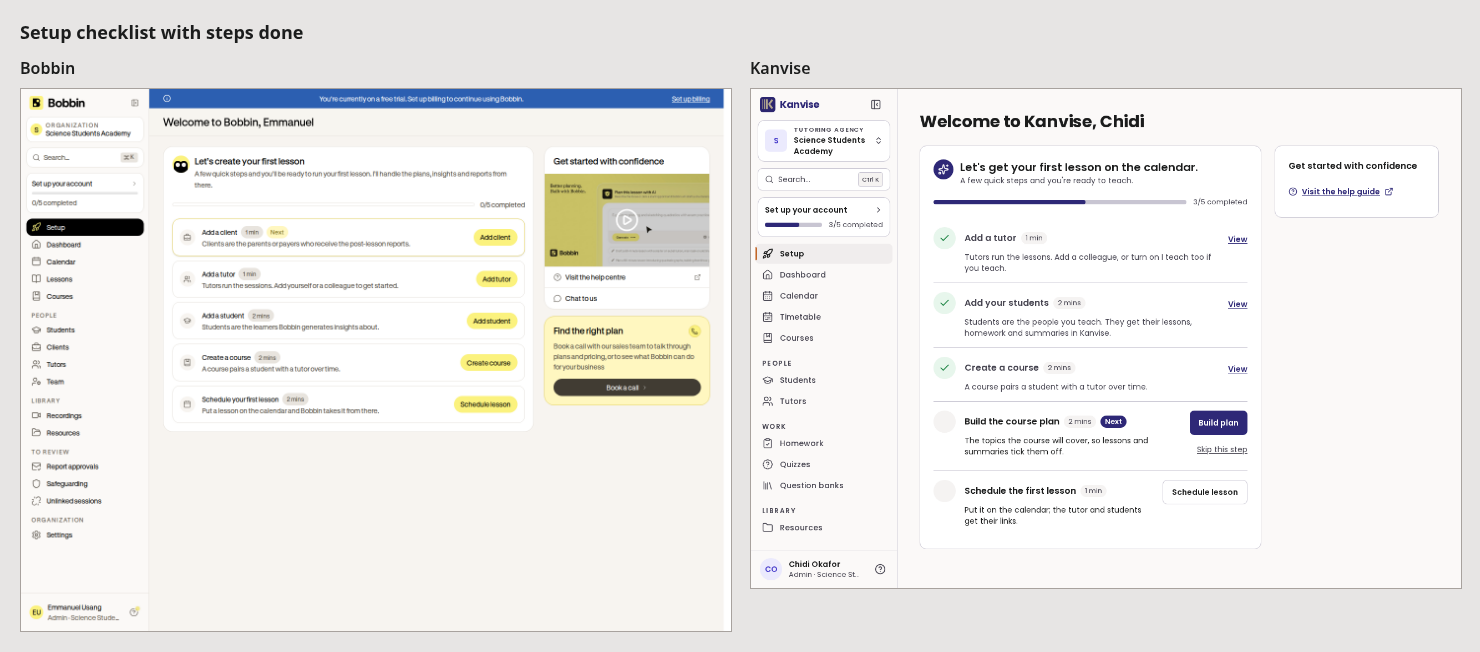 Setup checklist with steps done
Bobbin
Bobbin
ORGANIZATION
S
Science Students Academy
Search...
⌘K
Set up your account
0/5 completed
Setup
Dashboard
Calendar
Lessons
Courses
PEOPLE
Students
Clients
Tutors
Team
LIBRARY
Recordings
Resources
TO REVIEW
Report approvals
Safeguarding
Unlinked sessions
ORGANIZATION
Settings
EU
Emmanuel Usang
Admin · Science Stude...
You're currently on a free trial. Set up billing to continue using Bobbin.
Set up billing
Welcome to Bobbin, Emmanuel
Let's create your first lesson
A few quick steps and you'll be ready to run your first lesson. I'll handle the plans, insights and reports from
there.
0/5 completed
Add a client 1 min Next
Clients are the parents or payers who receive the post-lesson reports.
Add client
Add a tutor 1 min
Tutors run the sessions. Add yourself or a colleague to get started.
Add tutor
Add a student 2 mins
Students are the learners Bobbin generates insights about.
Add student
Create a course 2 mins
A course pairs a student with a tutor over time.
Create course
Schedule your first lesson 2 mins
Put a lesson on the calendar and Bobbin takes it from there.
Schedule lesson
Get started with confidence
Better planning.
Bobbin
Visit the help centre
Chat to us
Find the right plan
Book a call with our sales team to talk through
plans and pricing, or to see what Bobbin can do
for your business
Book a call
Kanvise
Kanvise
TUTORING AGENCY
S
Science Students
Academy
Search...
Ctrl K
Set up your account
3/5 completed
Setup
Dashboard
Calendar
Timetable
Courses
PEOPLE
Students
Tutors
WORK
Homework
Quizzes
Question banks
LIBRARY
Resources
CO
Chidi Okafor
Admin · Science St...
Welcome to Kanvise, Chidi
Let's get your first lesson on the calendar.
A few quick steps and you're ready to teach.
3/5 completed
Add a tutor 1 min
View
Tutors run the lessons. Add a colleague, or turn on I teach too if
you teach.
Add your students 2 mins
View
Students are the people you teach. They get their lessons,
homework and summaries in Kanvise.
Create a course 2 mins
View
A course pairs a student with a tutor over time.
Build the course plan 2 mins Next
Build plan
The topics the course will cover, so lessons and
summaries tick them off.
Skip this step
Schedule the first lesson 1 min
Schedule lesson
Put it on the calendar; the tutor and students
get their links.
Get started with confidence
Visit the help guide